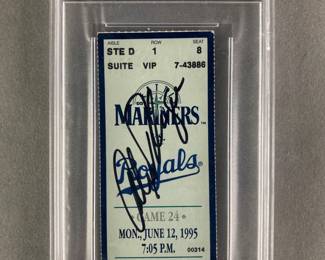 AISLE ROW SEAT
STE D 1 8
SUITE VIP 7-43886
MARINERS™
Royals
GAME 24
MON., JUNE 12, 1995
7:05 P.M. 00314